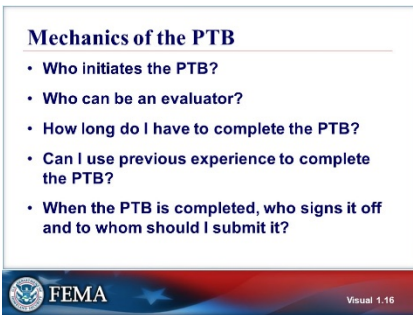 Mechanics of the PTB
• Who initiates the PTB?
• Who can be an evaluator?
• How long do I have to complete the PTB?
• Can I use previous experience to complete
the PTB?
• When the PTB is completed, who signs it off
and to whom should I submit it?
FEMA
Visual 1.16